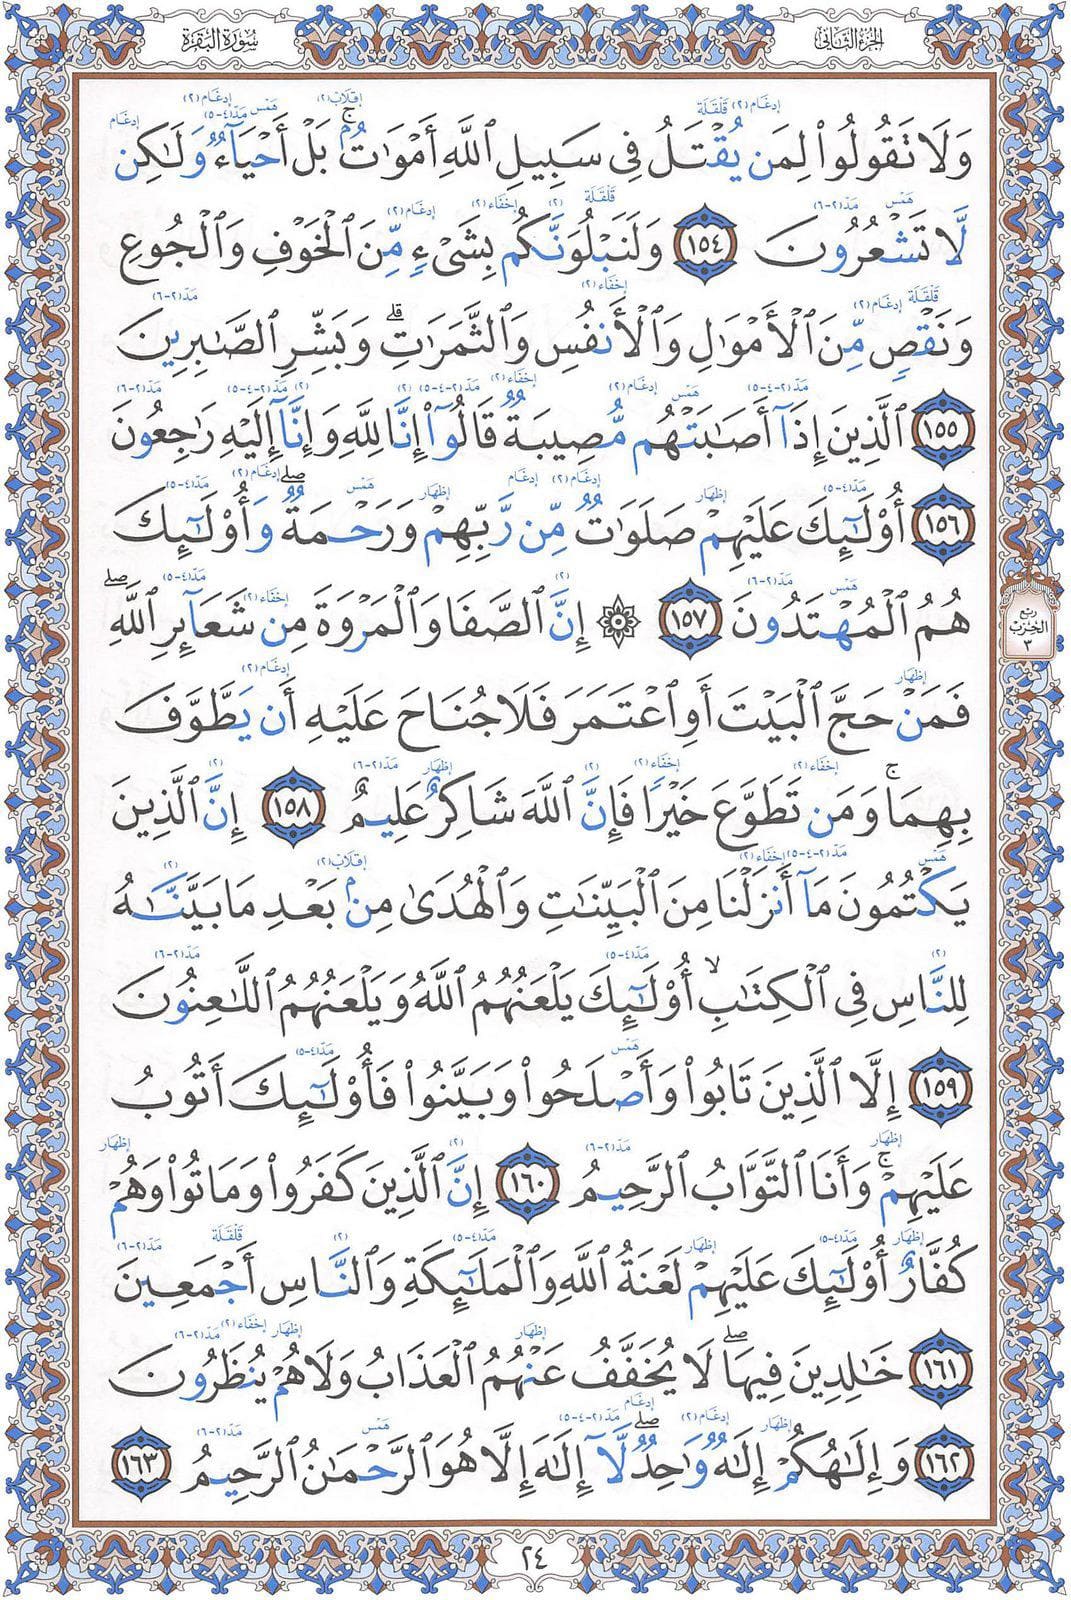 الجزء الثاني
سورة البقرة
وَلَا تَقُولُوا۟ لِمَن يُقْتَلُ فِى سَبِيلِ ٱللَّهِ أَمْوَٰتٌۢ ۚ بَلْ أَحْيَآءٌ وَلَـٰكِن
لَّا تَشْعُرُونَ ١٥٤ وَلَنَبْلُوَنَّكُم بِشَىْءٍ مِّنَ ٱلْخَوْفِ وَٱلْجُوعِ
وَنَقْصٍ مِّنَ ٱلْأَمْوَٰلِ وَٱلْأَنفُسِ وَٱلثَّمَرَٰتِ ۗ وَبَشِّرِ ٱلصَّـٰبِرِينَ
١٥٥ ٱلَّذِينَ إِذَآ أَصَـٰبَتْهُم مُّصِيبَةٌ قَالُوٓا۟ إِنَّا لِلَّهِ وَإِنَّآ إِلَيْهِ رَٰجِعُونَ
١٥٦ أُو۟لَـٰٓئِكَ عَلَيْهِمْ صَلَوَٰتٌ مِّن رَّبِّهِمْ وَرَحْمَةٌ ۖ وَأُو۟لَـٰٓئِكَ
هُمُ ٱلْمُهْتَدُونَ ١٥٧ ۞ إِنَّ ٱلصَّفَا وَٱلْمَرْوَةَ مِن شَعَآئِرِ ٱللَّهِ ۖ
ربع الحزب ٣
فَمَنْ حَجَّ ٱلْبَيْتَ أَوِ ٱعْتَمَرَ فَلَا جُنَاحَ عَلَيْهِ أَن يَطَّوَّفَ
بِهِمَا ۚ وَمَن تَطَوَّعَ خَيْرًا فَإِنَّ ٱللَّهَ شَاكِرٌ عَلِيمٌ ١٥٨ إِنَّ ٱلَّذِينَ
يَكْتُمُونَ مَآ أَنزَلْنَا مِنَ ٱلْبَيِّنَـٰتِ وَٱلْهُدَىٰ مِنۢ بَعْدِ مَا بَيَّنَّـٰهُ
لِلنَّاسِ فِى ٱلْكِتَـٰبِ ۙ أُو۟لَـٰٓئِكَ يَلْعَنُهُمُ ٱللَّهُ وَيَلْعَنُهُمُ ٱللَّـٰعِنُونَ
١٥٩ إِلَّا ٱلَّذِينَ تَابُوا۟ وَأَصْلَحُوا۟ وَبَيَّنُوا۟ فَأُو۟لَـٰٓئِكَ أَتُوبُ
عَلَيْهِمْ ۚ وَأَنَا ٱلتَّوَّابُ ٱلرَّحِيمُ ١٦٠ إِنَّ ٱلَّذِينَ كَفَرُوا۟ وَمَاتُوا۟ وَهُمْ
كُفَّارٌ أُو۟لَـٰٓئِكَ عَلَيْهِمْ لَعْنَةُ ٱللَّهِ وَٱلْمَلَـٰٓئِكَةِ وَٱلنَّاسِ أَجْمَعِينَ
١٦١ خَـٰلِدِينَ فِيهَا ۖ لَا يُخَفَّفُ عَنْهُمُ ٱلْعَذَابُ وَلَا هُمْ يُنظَرُونَ
١٦٢ وَإِلَـٰهُكُمْ إِلَـٰهٌ وَٰحِدٌ ۖ لَّآ إِلَـٰهَ إِلَّا هُوَ ٱلرَّحْمَـٰنُ ٱلرَّحِيمُ ١٦٣
٢٤